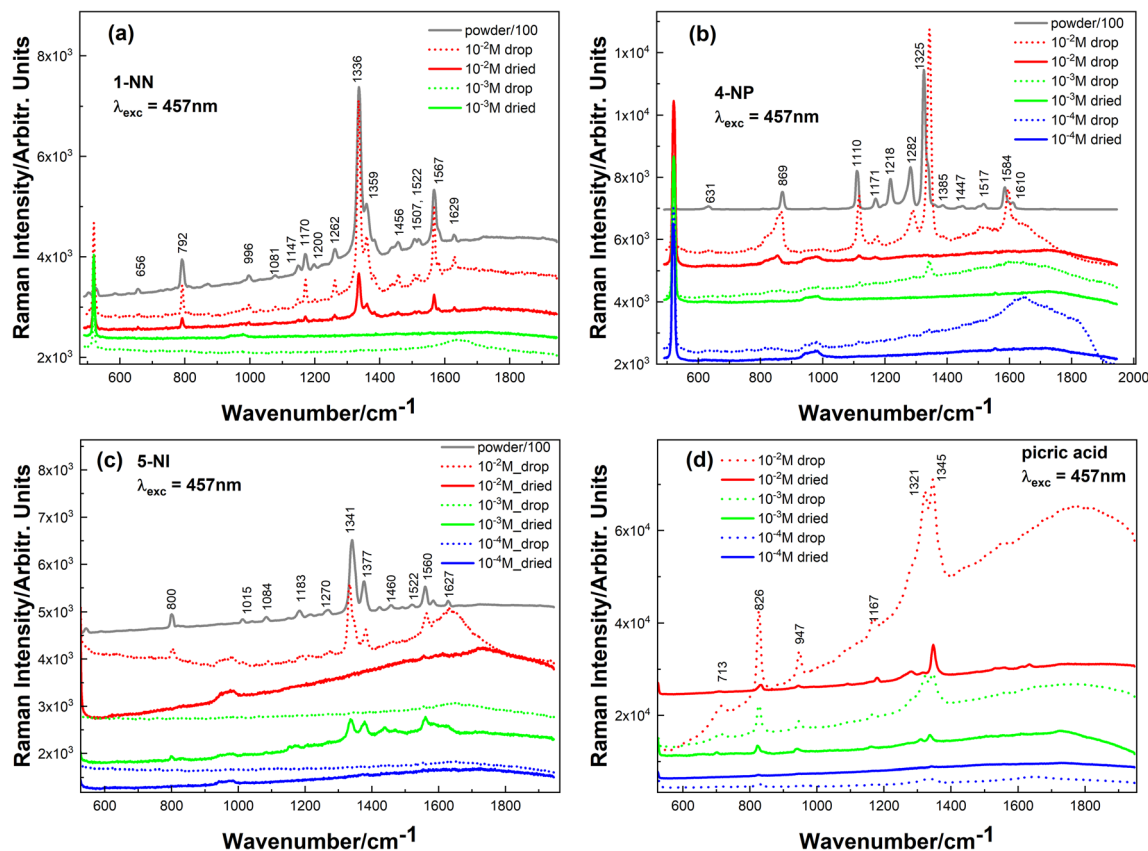 (a)
1-NN
λexc = 457nm
powder/100
10-2M drop
10-2M dried
10-3M drop
10-3M dried
Raman Intensity/Arbitr. Units
8x10³
6x10³
4x10³
2x10³
656
792
996
1081
1147
1170
1200
1262
1336
1359
1456
1507, 1522
1567
1629
600 800 1000 1200 1400 1600 1800
Wavenumber/cm-1
(b)
4-NP
λexc = 457nm
powder/100
10-2M drop
10-2M dried
10-3M drop
10-3M dried
10-4M drop
10-4M dried
Raman Intensity/Arbitr. Units
1x10⁴
8x10³
6x10³
4x10³
2x10³
631
869
1110
1171
1218
1282
1325
1385
1447
1517
1584
1610
600 800 1000 1200 1400 1600 1800 2000
Wavenumber/cm-1
(c)
5-NI
λexc = 457nm
powder/100
10-2M_drop
10-2M_dried
10-3M_drop
10-3M_dried
10-4M_drop
10-4M_dried
Raman Intensity/Arbitr. Units
8x10³
7x10³
6x10³
5x10³
4x10³
3x10³
2x10³
800
1015
1084
1183
1270
1341
1377
1460
1522
1560
1627
600 800 1000 1200 1400 1600 1800
Wavenumber/cm-1
(d)
picric acid
λexc = 457nm
10-2M drop
10-2M dried
10-3M drop
10-3M dried
10-4M drop
10-4M dried
Raman Intensity/Arbitr. Units
6x10⁴
4x10⁴
2x10⁴
713
826
947
1167
1321
1345
600 800 1000 1200 1400 1600 1800
Wavenumber/cm-1